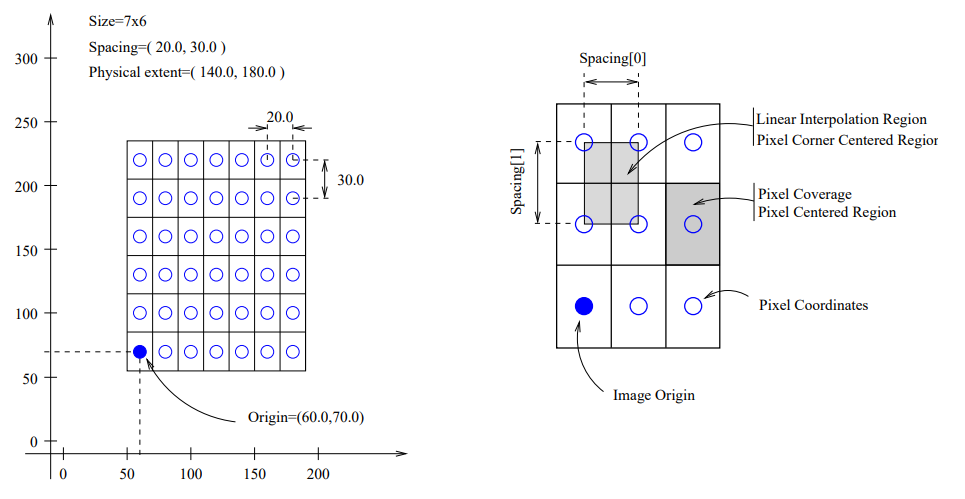 Size=7x6
Spacing=( 20.0, 30.0 )
Physical extent=( 140.0, 180.0 )
300
250
200
150
100
50
0
0
50
100
150
200
20.0
30.0
Origin=(60.0,70.0)
Spacing[0]
Spacing[1]
Linear Interpolation Region
Pixel Corner Centered Region
Pixel Coverage
Pixel Centered Region
Pixel Coordinates
Image Origin